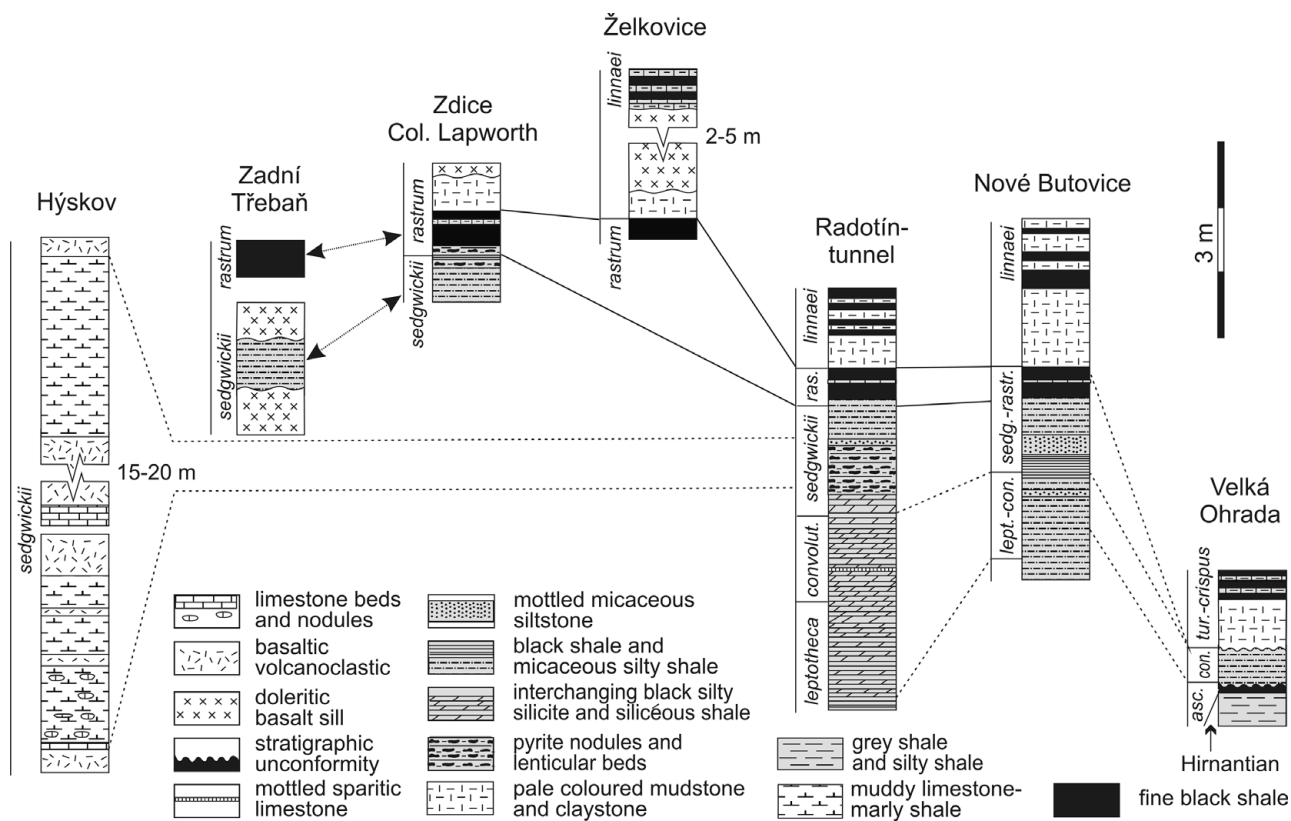 Želkovice
linnaei
rastrum
2-5 m
Zdice
Col. Lapworth
rastrum
sedgwickii
Zadní
Třebaň
rastrum
sedgwickii
Hýskov
sedgwickii
15-20 m
Radotín-
tunnel
linnaei
ras.
sedgwickii
convolut.
leptotheca
Nové Butovice
linnaei
sedg.-rastr.
lept.-con.
3 m
Velká
Ohrada
tur.-crispus
con.
asc.
Hirnantian
limestone beds
and nodules
basaltic
volcanoclastic
doleritic
basalt sill
stratigraphic
unconformity
mottled sparitic
limestone
mottled micaceous
siltstone
black shale and
micaceous silty shale
interchanging black silty
silicite and silicéous shale
pyrite nodules and
lenticular beds
pale coloured mudstone
and claystone
grey shale
and silty shale
muddy limestone-
marly shale
fine black shale